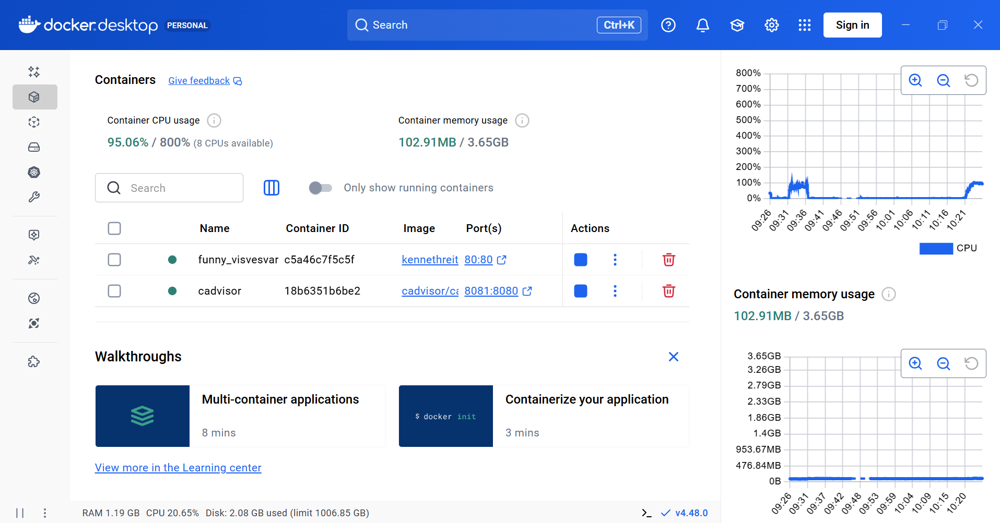 docker.desktop PERSONAL
Search Ctrl+K
Sign in
Containers Give feedback
Container CPU usage
95.06% / 800% (8 CPUs available)
Container memory usage
102.91MB / 3.65GB
Search
Only show running containers
Name Container ID Image Port(s) Actions
funny_visvesvar c5a46c7f5c5f kennethreit 80:80
cadvisor 18b6351b6be2 cadvisor/ca 8081:8080
Walkthroughs
Multi-container applications
8 mins
$ docker init
Containerize your application
3 mins
View more in the Learning center
RAM 1.19 GB CPU 20.65% Disk: 2.08 GB used (limit 1006.85 GB)
v4.48.0
800%
700%
600%
500%
400%
300%
200%
100%
0%
09:26 09:31 09:36 09:41 09:46 09:51 09:56 10:01 10:06 10:11 10:16 10:21
CPU
Container memory usage
102.91MB / 3.65GB
3.65GB
3.26GB
2.79GB
2.33GB
1.86GB
1.4GB
953.67MB
476.84MB
0B
09:26 09:31 09:37 09:42 09:48 09:53 09:59 10:04 10:09 10:15 10:20